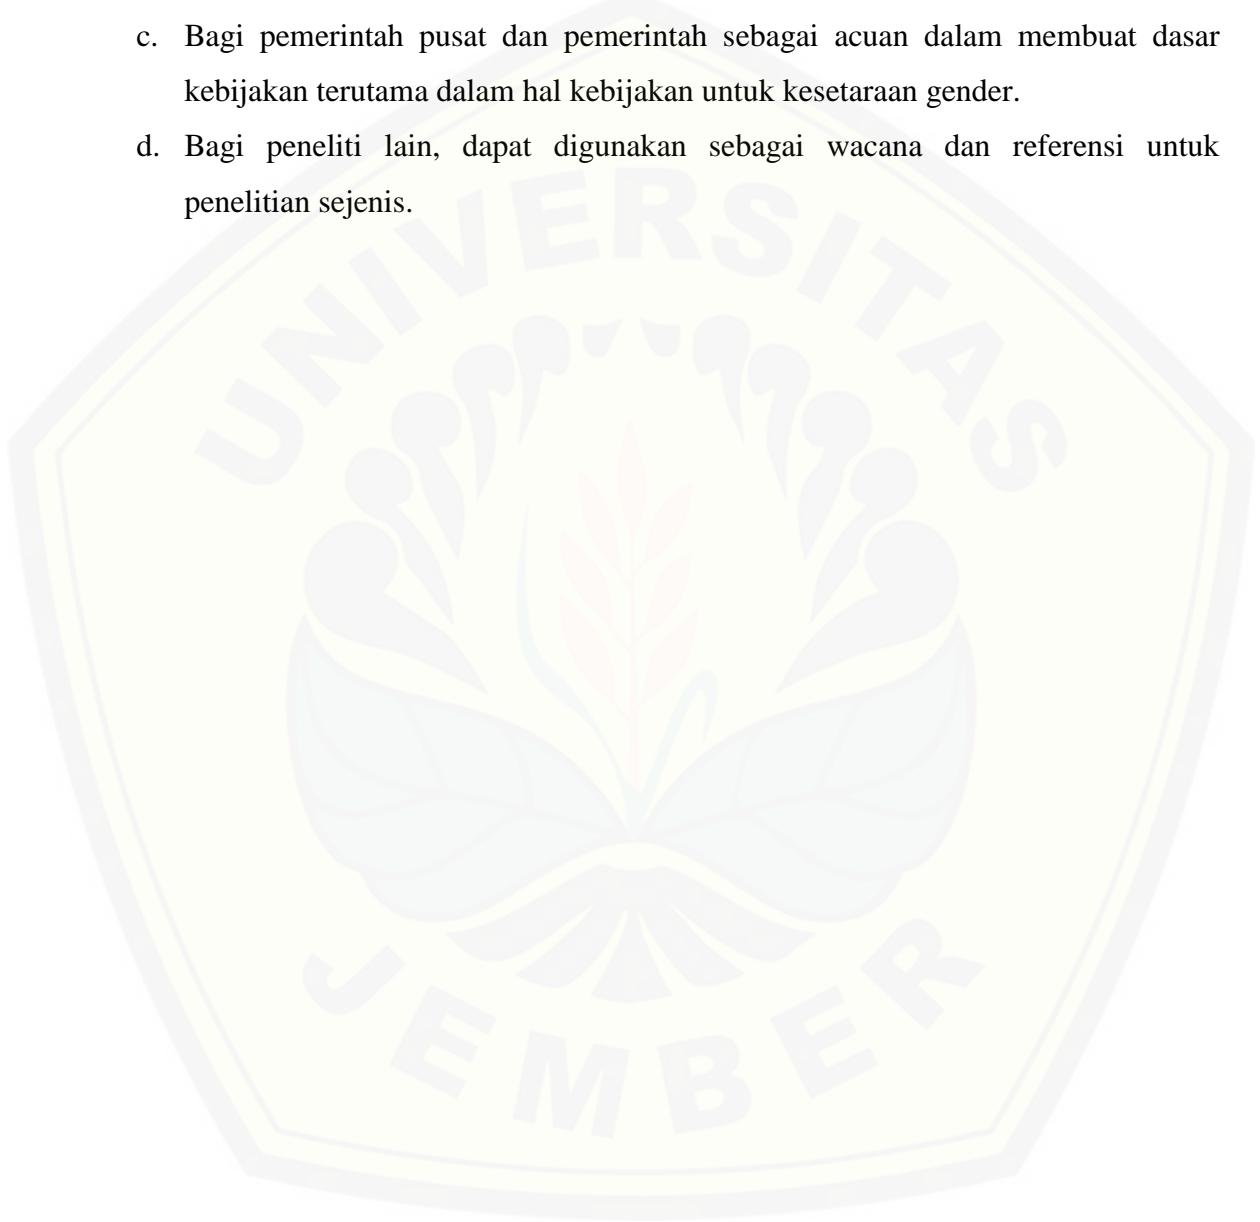 c. Bagi pemerintah pusat dan pemerintah sebagai acuan dalam membuat dasar
kebijakan terutama dalam hal kebijakan untuk kesetaraan gender.
d. Bagi peneliti lain, dapat digunakan sebagai wacana dan referensi untuk
penelitian sejenis.
UNIVERSITAS
JEMBER